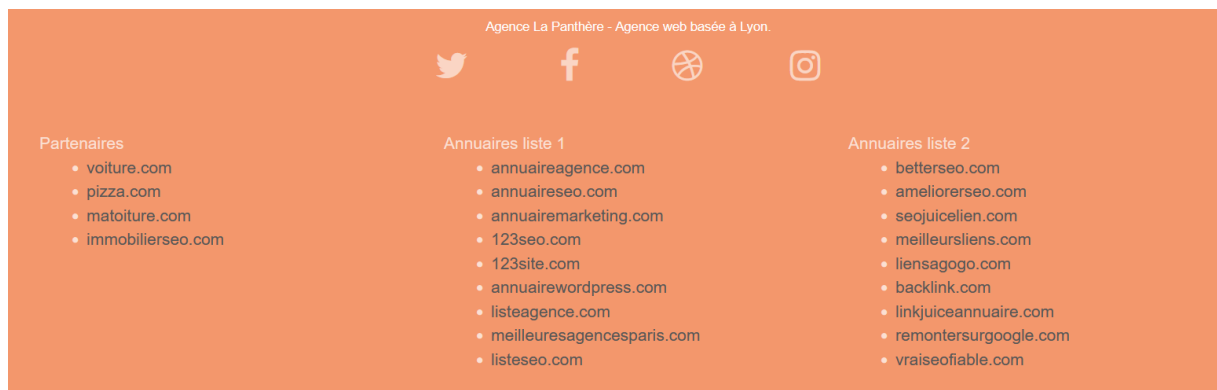 Agence La Panthère - Agence web basée à Lyon.
Partenaires
voiture.com
pizza.com
matoiture.com
immobilierseo.com
Annuaires liste 1
annuaireagence.com
annuaireseo.com
annuairemarketing.com
123seo.com
123site.com
annuairewordpress.com
listeagence.com
meilleuresagencesparis.com
listeseo.com
Annuaires liste 2
betterseo.com
ameliorerseo.com
seojuicelien.com
meilleursliens.com
liensagogo.com
backlink.com
linkjuiceannuaire.com
remontersurgoogle.com
vraiseofiable.com